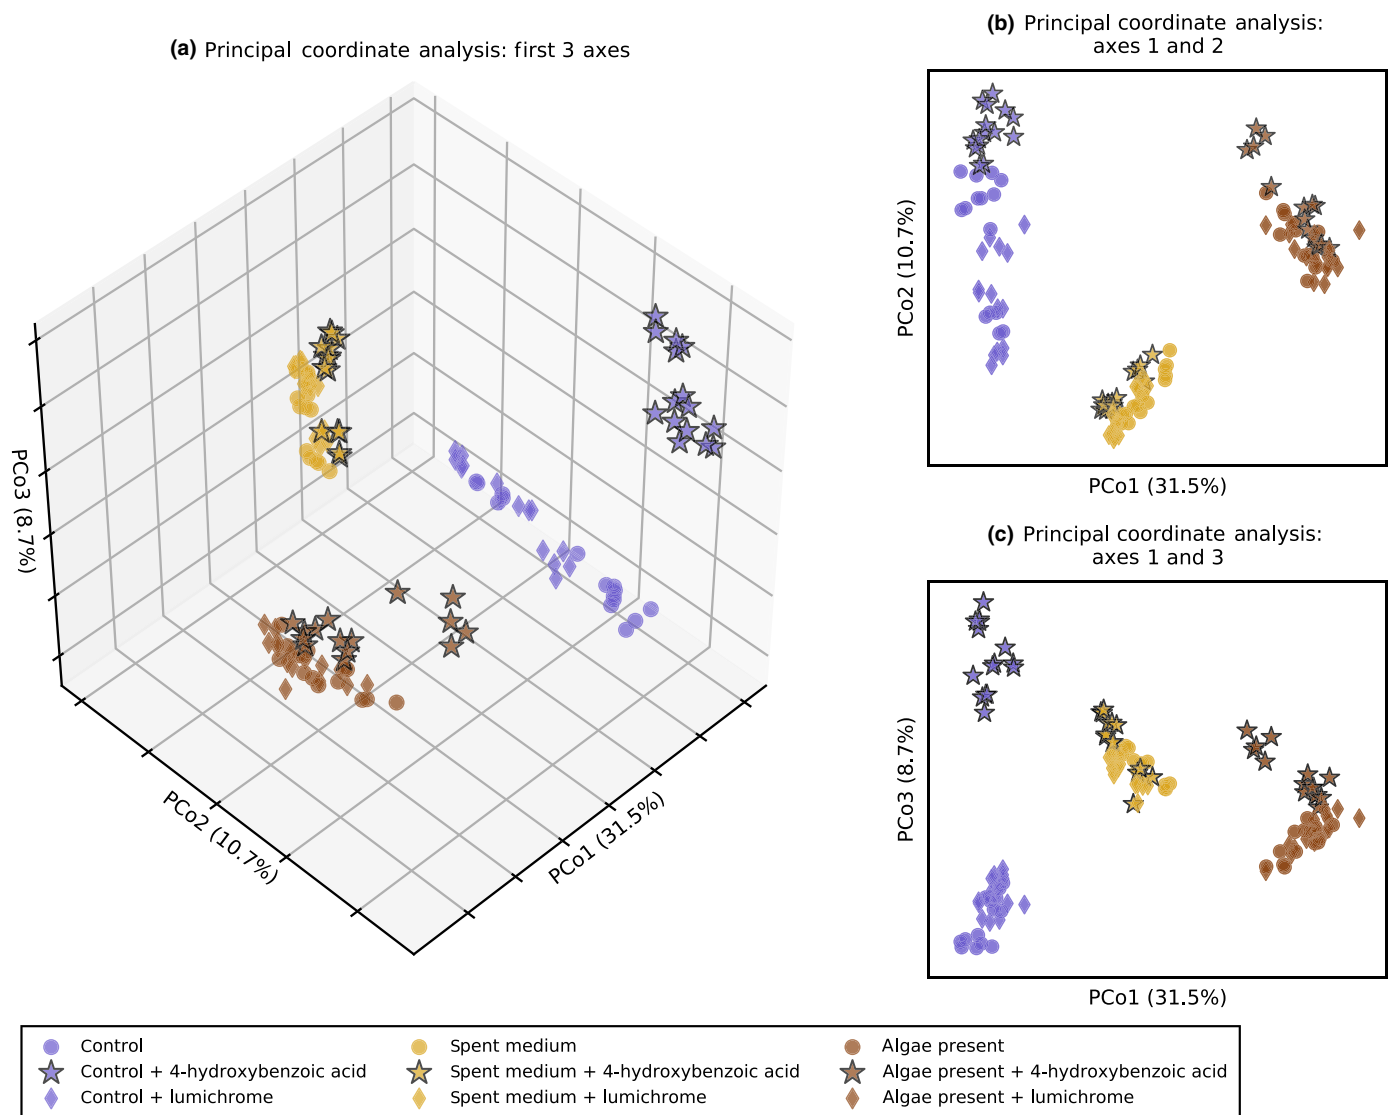 (a) Principal coordinate analysis: first 3 axes
PCo3 (8.7%)
PCo2 (10.7%)
PCo1 (31.5%)
(b) Principal coordinate analysis:
axes 1 and 2
PCo2 (10.7%)
PCo1 (31.5%)
(c) Principal coordinate analysis:
axes 1 and 3
PCo3 (8.7%)
PCo1 (31.5%)
Control
Control + 4-hydroxybenzoic acid
Control + lumichrome
Spent medium
Spent medium + 4-hydroxybenzoic acid
Spent medium + lumichrome
Algae present
Algae present + 4-hydroxybenzoic acid
Algae present + lumichrome